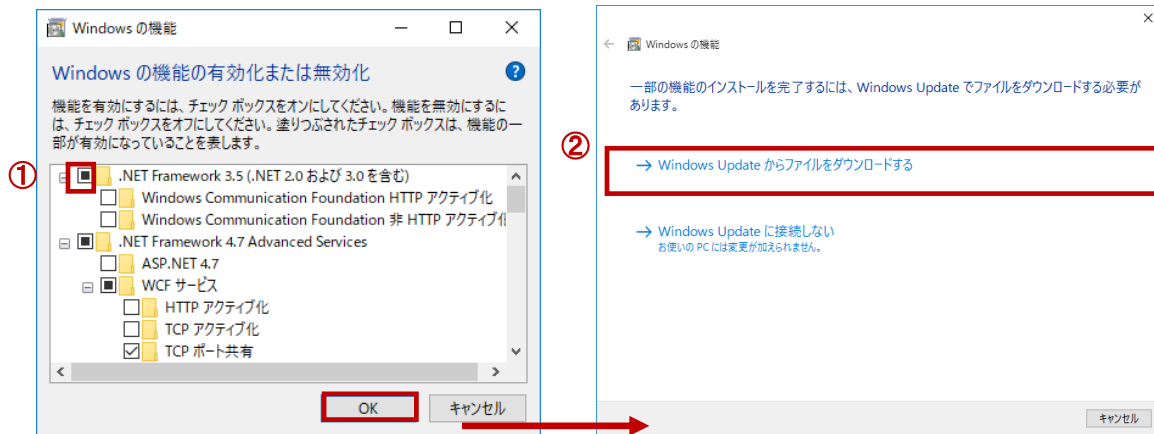 Windows の機能
Windows の機能の有効化または無効化
機能を有効にするには、チェック ボックスをオンにしてください。機能を無効にするに
は、チェック ボックスをオフにしてください。塗りつぶされたチェック ボックスは、機能の一
部が有効になっていることを表します。
①
.NET Framework 3.5 (.NET 2.0 および 3.0 を含む)
Windows Communication Foundation HTTP アクティブ化
Windows Communication Foundation 非 HTTP アクティブ化
.NET Framework 4.7 Advanced Services
ASP.NET 4.7
WCF サービス
HTTP アクティブ化
TCP アクティブ化
TCP ポート共有
OK
キャンセル
Windows の機能
一部の機能のインストールを完了するには、Windows Update でファイルをダウンロードする必要が
あります。
②
→ Windows Update からファイルをダウンロードする
→ Windows Update に接続しない
お使いの PC には変更が加えられません。
キャンセル